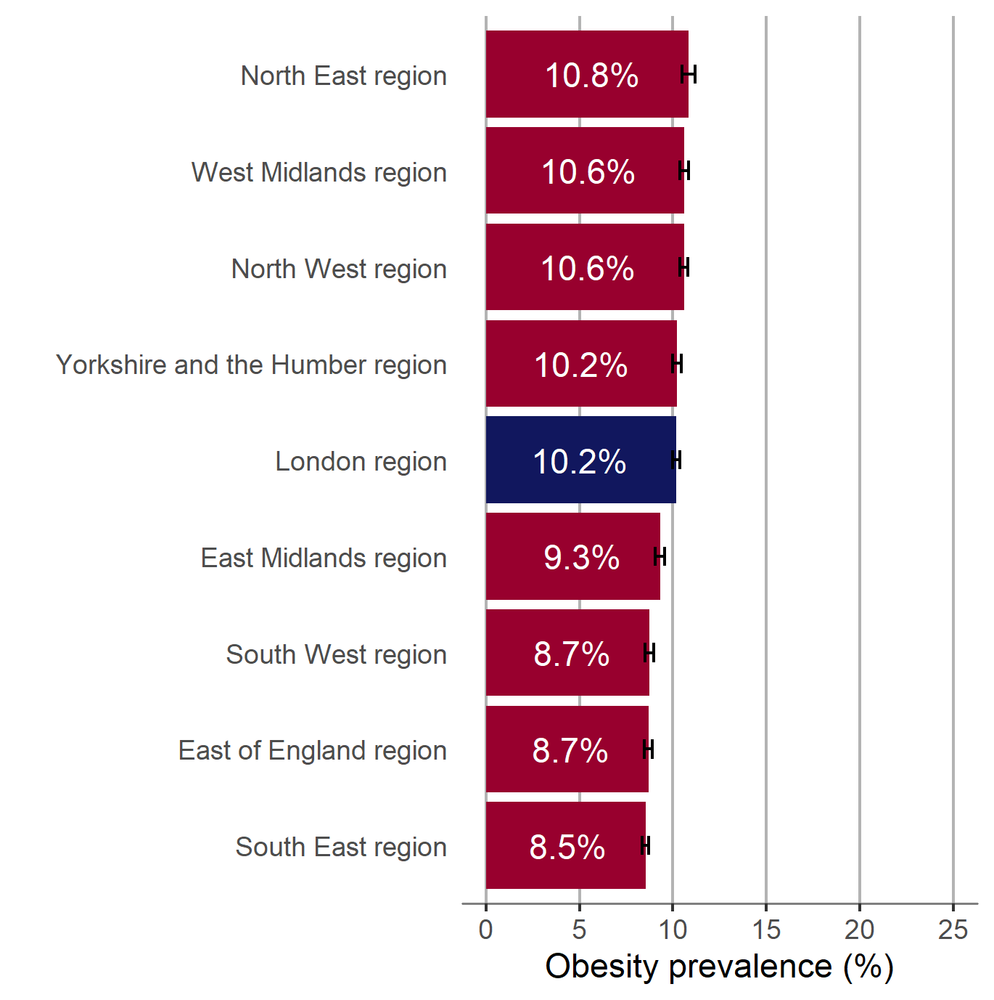 North East region 10.8%
West Midlands region 10.6%
North West region 10.6%
Yorkshire and the Humber region 10.2%
London region 10.2%
East Midlands region 9.3%
South West region 8.7%
East of England region 8.7%
South East region 8.5%
0 5 10 15 20 25
Obesity prevalence (%)